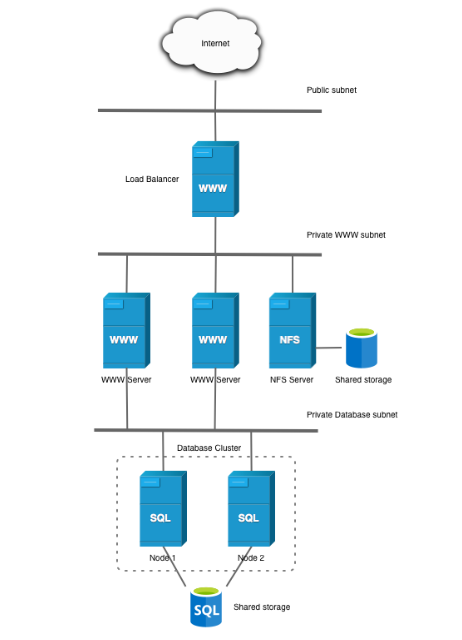 Internet
Public subnet
Load Balancer
WWW
Private WWW subnet
WWW
WWW
NFS
WWW Server
WWW Server
NFS Server
Shared storage
Private Database subnet
Database Cluster
SQL
SQL
Node 1
Node 2
SQL
Shared storage